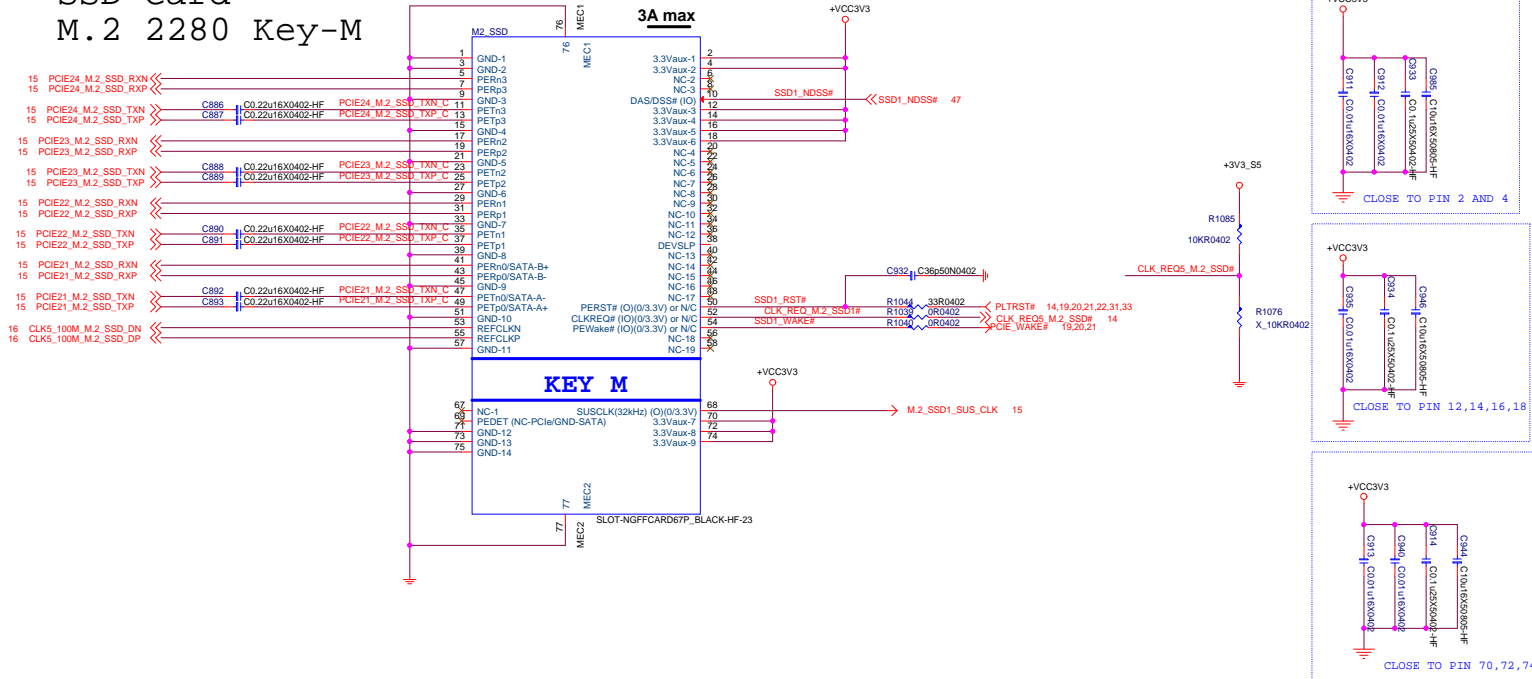 SSD Card
M.2 2280 Key-M
3A max
M2_SSD
76
MEC1
76
MEC1
+VCC3V3
1 GND-1
3 GND-2
5 PERn3
7 PERp3
9 GND-3
11 PETn3
13 PETp3
15 GND-4
17 PERn2
19 PERp2
21 GND-5
23 PETn2
25 PETp2
27 GND-6
29 PERn1
31 PERp1
33 GND-7
35 PETn1
37 PETp1
39 GND-8
41 PERn0/SATA-B+
43 PERp0/SATA-B-
45 GND-9
47 PETn0/SATA-A-
49 PETp0/SATA-A+
51 GND-10
53 REFCLKN
55 REFCLKP
57 GND-11
3.3Vaux-1 2
3.3Vaux-2 4
NC-2 6
NC-3 8
DAS/DSS# (IO) 10
3.3Vaux-3 12
3.3Vaux-4 14
3.3Vaux-5 16
3.3Vaux-6 18
NC-4 20
NC-5 22
NC-6 24
NC-7 26
NC-8 28
NC-9 30
NC-10 32
NC-11 34
NC-12 36
DEVSLP 38
NC-13 40
NC-14 42
NC-15 44
NC-16 46
NC-17 48
PERST# (O)(0/3.3V) or N/C 50
CLKREQ# (IO)(0/3.3V) or N/C 52
PEWake# (IO)(0/3.3V) or N/C 54
NC-18 56
NC-19 58
15 PCIE24_M.2_SSD_RXN
15 PCIE24_M.2_SSD_RXP
15 PCIE24_M.2_SSD_TXN C886 C0.22u16X0402-HF PCIE24_M.2_SSD_TXN_C
15 PCIE24_M.2_SSD_TXP C887 C0.22u16X0402-HF PCIE24_M.2_SSD_TXP_C
15 PCIE23_M.2_SSD_RXN
15 PCIE23_M.2_SSD_RXP
15 PCIE23_M.2_SSD_TXN C888 C0.22u16X0402-HF PCIE23_M.2_SSD_TXN_C
15 PCIE23_M.2_SSD_TXP C889 C0.22u16X0402-HF PCIE23_M.2_SSD_TXP_C
15 PCIE22_M.2_SSD_RXN
15 PCIE22_M.2_SSD_RXP
15 PCIE22_M.2_SSD_TXN C890 C0.22u16X0402-HF PCIE22_M.2_SSD_TXN_C
15 PCIE22_M.2_SSD_TXP C891 C0.22u16X0402-HF PCIE22_M.2_SSD_TXP_C
15 PCIE21_M.2_SSD_RXN
15 PCIE21_M.2_SSD_RXP
15 PCIE21_M.2_SSD_TXN C892 C0.22u16X0402-HF PCIE21_M.2_SSD_TXN_C
15 PCIE21_M.2_SSD_TXP C893 C0.22u16X0402-HF PCIE21_M.2_SSD_TXP_C
16 CLK5_100M_M.2_SSD_DN
16 CLK5_100M_M.2_SSD_DP
SSD1_NDSS# SSD1_NDSS# 47
C932 C36p50N0402
SSD1_RST# R1044 33R0402 PLTRST# 14,19,20,21,22,31,33
CLK_REQ_M.2_SSD1# R1039 0R0402 CLK_REQ5_M.2_SSD# 14
SSD1_WAKE# R1040 0R0402 PCIE_WAKE# 19,20,21
KEY M
67 NC-1
69 PEDET (NC-PCIe/GND-SATA)
71 GND-12
73 GND-13
75 GND-14
SUSCLK(32kHz) (O)(0/3.3V) 68
3.3Vaux-7 70
3.3Vaux-8 72
3.3Vaux-9 74
+VCC3V3
M.2_SSD1_SUS_CLK 15
77
MEC2
77
MEC2
SLOT-NGFFCARD67P_BLACK-HF-23
+3V3_S5
R1085
10KR0402
CLK_REQ5_M.2_SSD#
R1076
X_10KR0402
+VCC3V3
C911 C0.01u16X0402
C912 C0.01u16X0402
C933 C0.1u25X50402-HF
C985 C10u16X50805-HF
CLOSE TO PIN 2 AND 4
+VCC3V3
C935 C0.01u16X0402
C934 C0.1u25X50402-HF
C946 C10u16X50805-HF
CLOSE TO PIN 12,14,16,18
+VCC3V3
C913 C0.01u16X0402
C940 C0.01u16X0402
C914 C0.1u25X50402-HF
C944 C10u16X50805-HF
CLOSE TO PIN 70,72,74